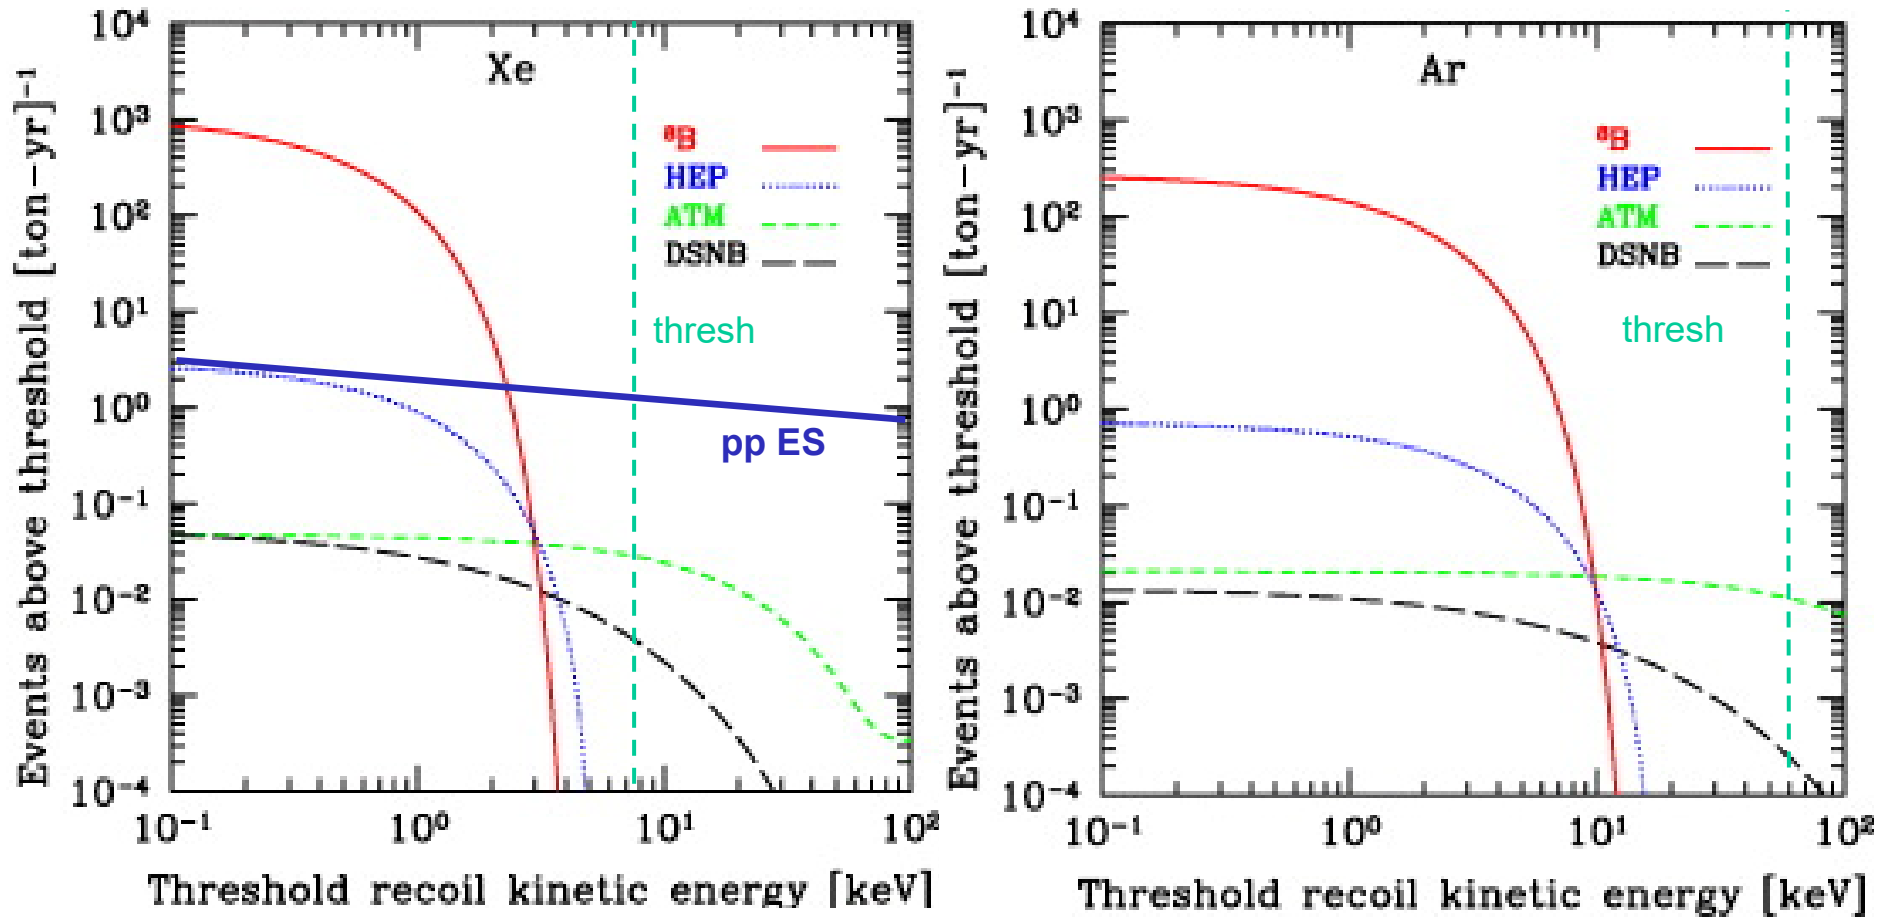 Xe
⁸B
HEP
ATM
DSNB
thresh
pp ES
10⁴
10³
10²
10¹
10⁰
10⁻¹
10⁻²
10⁻³
10⁻⁴
10⁻¹ 10⁰ 10¹ 10²
Events above threshold [ton-yr]⁻¹
Threshold recoil kinetic energy [keV]
Ar
⁸B
HEP
ATM
DSNB
thresh
10⁴
10³
10²
10¹
10⁰
10⁻¹
10⁻²
10⁻³
10⁻⁴
10⁻¹ 10⁰ 10¹ 10²
Events above threshold [ton-yr]⁻¹
Threshold recoil kinetic energy [keV]